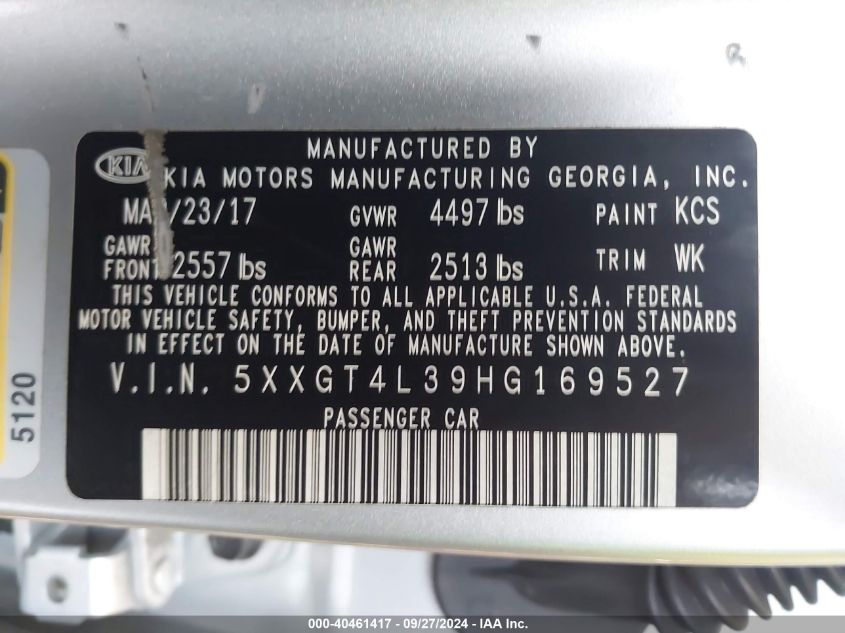 MANUFACTURED BY
KIA KIA MOTORS MANUFACTURING GEORGIA, INC.
/23/17 GVWR 4497 lbs PAINT KCS
GAWR FRONT 2557 lbs GAWR REAR 2513 lbs TRIM WK
THIS VEHICLE CONFORMS TO ALL APPLICABLE U.S.A. FEDERAL
MOTOR VEHICLE SAFETY, BUMPER, AND THEFT PREVENTION STANDARDS
IN EFFECT ON THE DATE OF MANUFACTURE SHOWN ABOVE.
V.I.N. 5XXGT4L39HG169527
PASSENGER CAR
5120
000-40461417 - 09/27/2024 - IAA Inc.